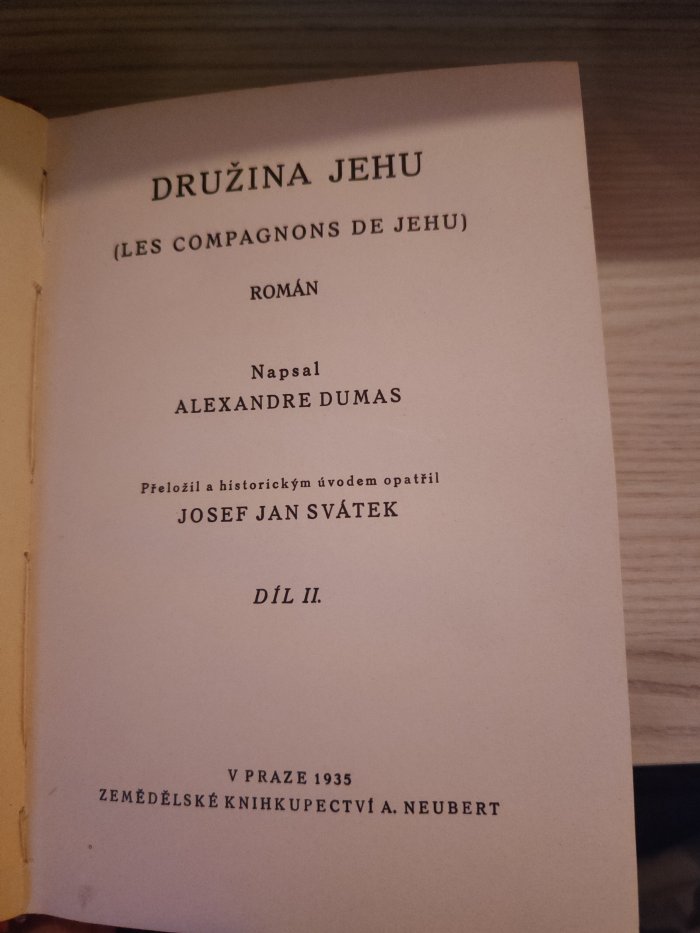 DRUŽINA JEHU
(LES COMPAGNONS DE JEHU)
ROMÁN
Napsal
ALEXANDRE DUMAS
Přeložil a historickým úvodem opatřil
JOSEF JAN SVÁTEK
DÍL II.
V PRAZE 1935
ZEMĚDĚLSKÉ KNIHKUPECTVÍ A. NEUBERT